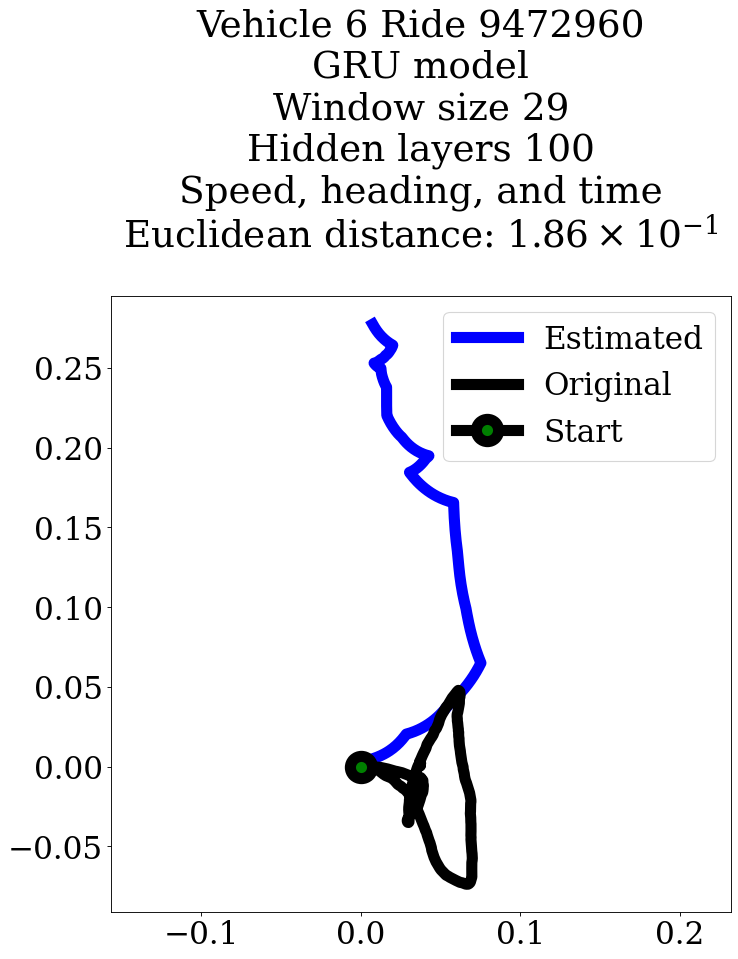 Vehicle 6 Ride 9472960
GRU model
Window size 29
Hidden layers 100
Speed, heading, and time
Euclidean distance: 1.86 × 10⁻¹
Estimated
Original
Start
0.25
0.20
0.15
0.10
0.05
0.00
−0.05
−0.1 0.0 0.1 0.2